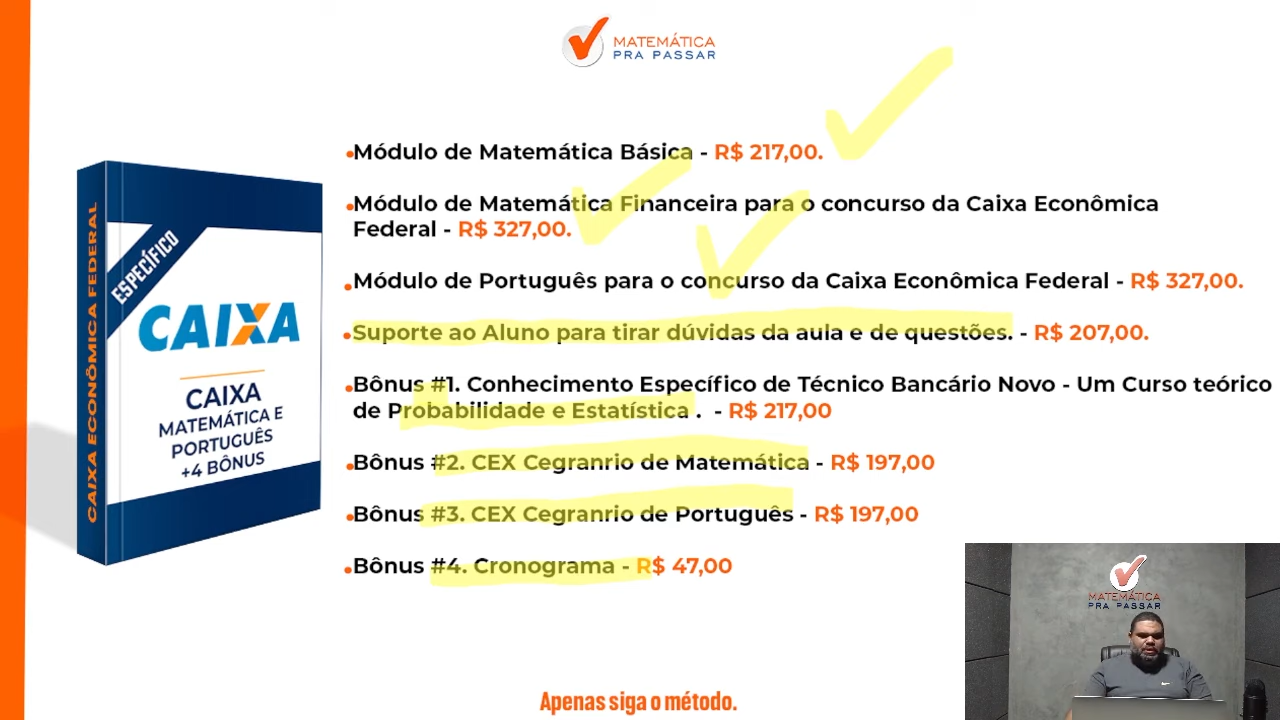 MATEMÁTICA
PRA PASSAR
•Módulo de Matemática Básica - R$ 217,00.
•Módulo de Matemática Financeira para o concurso da Caixa Econômica
Federal - R$ 327,00.
•Módulo de Português para o concurso da Caixa Econômica Federal - R$ 327,00.
•Suporte ao Aluno para tirar dúvidas da aula e de questões. - R$ 207,00.
•Bônus #1. Conhecimento Específico de Técnico Bancário Novo - Um Curso teórico
de Probabilidade e Estatística . - R$ 217,00
•Bônus #2. CEX Cegranrio de Matemática - R$ 197,00
•Bônus #3. CEX Cegranrio de Português - R$ 197,00
•Bônus #4. Cronograma - R$ 47,00
CAIXA ECONÔMICA FEDERAL
ESPECÍFICO
CAIXA
CAIXA
MATEMÁTICA E
PORTUGUÊS
+4 BÔNUS
MATEMÁTICA
PRA PASSAR
Apenas siga o método.